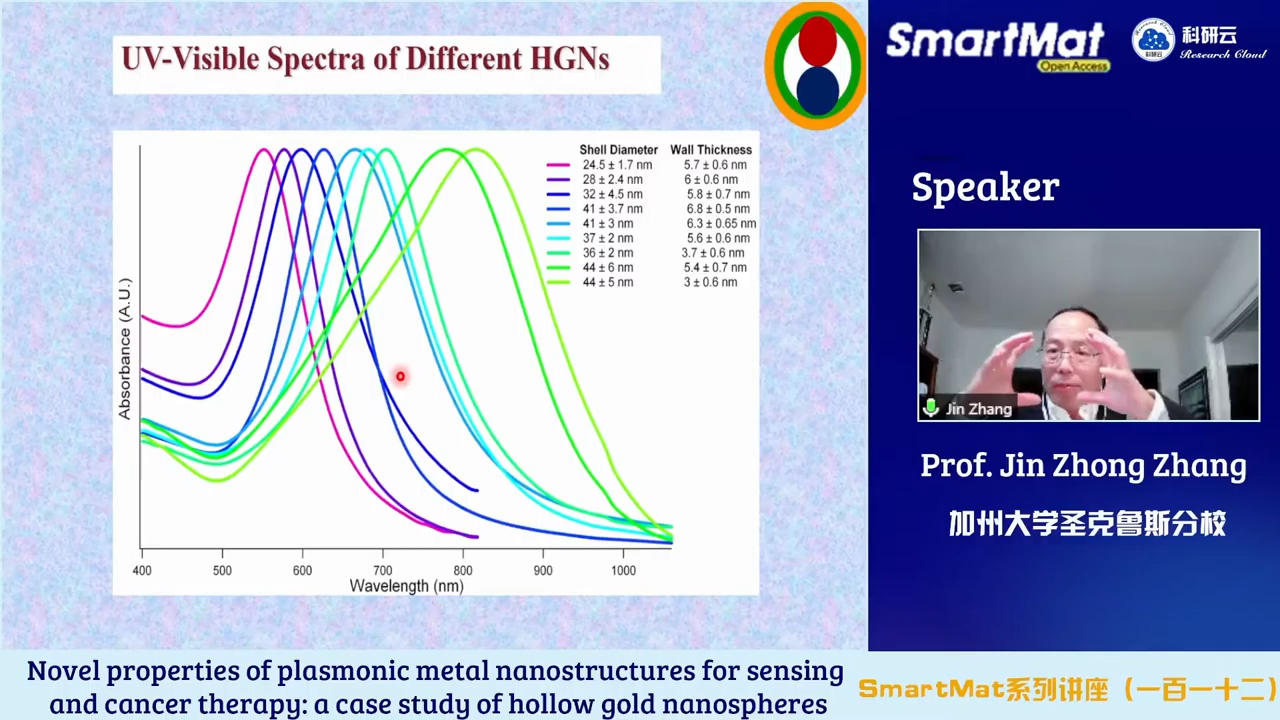 UV-Visible Spectra of Different HGNs
Shell Diameter Wall Thickness
24.5 ± 1.7 nm 5.7 ± 0.6 nm
28 ± 2.4 nm 6 ± 0.6 nm
32 ± 4.5 nm 5.8 ± 0.7 nm
41 ± 3.7 nm 6.8 ± 0.5 nm
41 ± 3 nm 6.3 ± 0.65 nm
37 ± 2 nm 5.6 ± 0.6 nm
36 ± 2 nm 3.7 ± 0.6 nm
44 ± 6 nm 5.4 ± 0.7 nm
44 ± 5 nm 3 ± 0.6 nm
Absorbance (A.U.)
400 500 600 700 800 900 1000
Wavelength (nm)
SmartMat
Open Access
科研云
Research Cloud
Speaker
Jin Zhang
Prof. Jin Zhong Zhang
加州大学圣克鲁斯分校
Novel properties of plasmonic metal nanostructures for sensing
and cancer therapy: a case study of hollow gold nanospheres
SmartMat系列讲座（一百一十二）